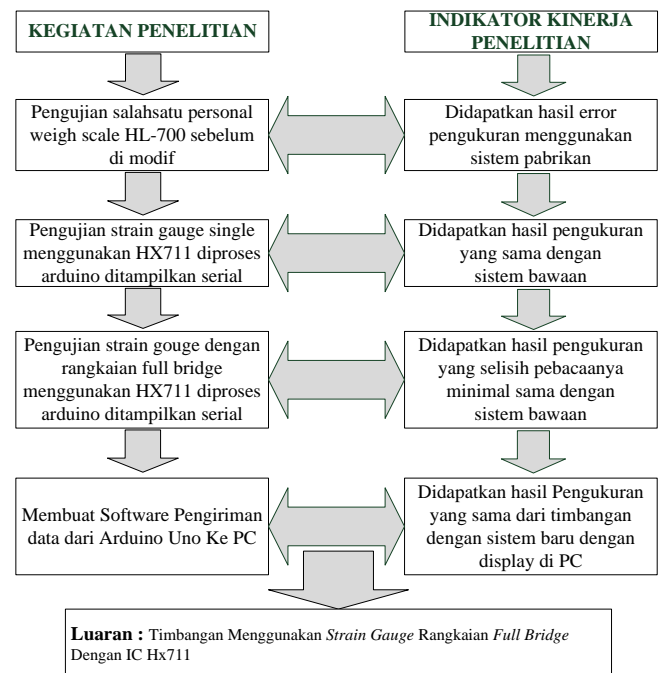 KEGIATAN PENELITIAN
INDIKATOR KINERJA
PENELITIAN
Pengujian salahsatu personal
weigh scale HL-700 sebelum
di modif
Didapatkan hasil error
pengukuran menggunakan
sistem pabrikan
Pengujian strain gauge single
menggunakan HX711 diproses
arduino ditampilkan serial
Didapatkan hasil pengukuran
yang sama dengan
sistem bawaan
Pengujian strain gouge dengan
rangkaian full bridge
menggunakan HX711 diproses
arduino ditampilkan serial
Didapatkan hasil pengukuran
yang selisih pebacaanya
minimal sama dengan
sistem bawaan
Membuat Software Pengiriman
data dari Arduino Uno Ke PC
Didapatkan hasil Pengukuran
yang sama dari timbangan
dengan sistem baru dengan
display di PC
Luaran : Timbangan Menggunakan Strain Gauge Rangkaian Full Bridge
Dengan IC Hx711